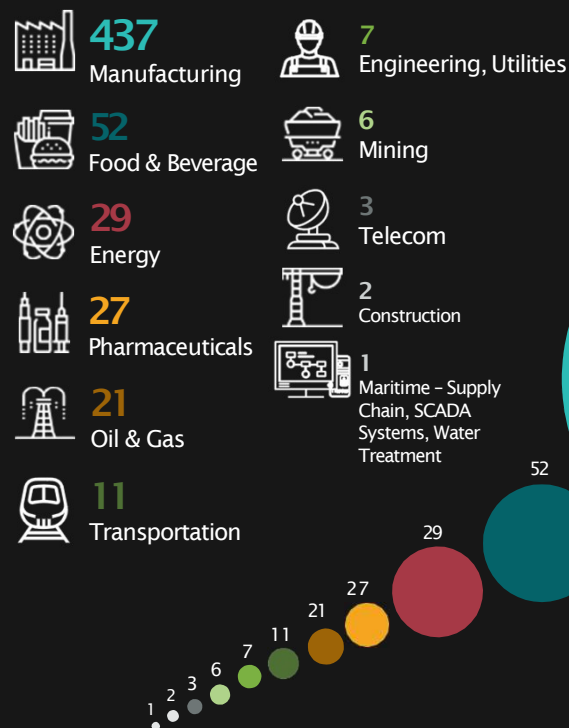 437
Manufacturing
52
Food & Beverage
29
Energy
27
Pharmaceuticals
21
Oil & Gas
11
Transportation
7
Engineering, Utilities
6
Mining
3
Telecom
2
Construction
1
Maritime – Supply
Chain, SCADA
Systems, Water
Treatment
52
29
27
21
11
7
6
3
2
1